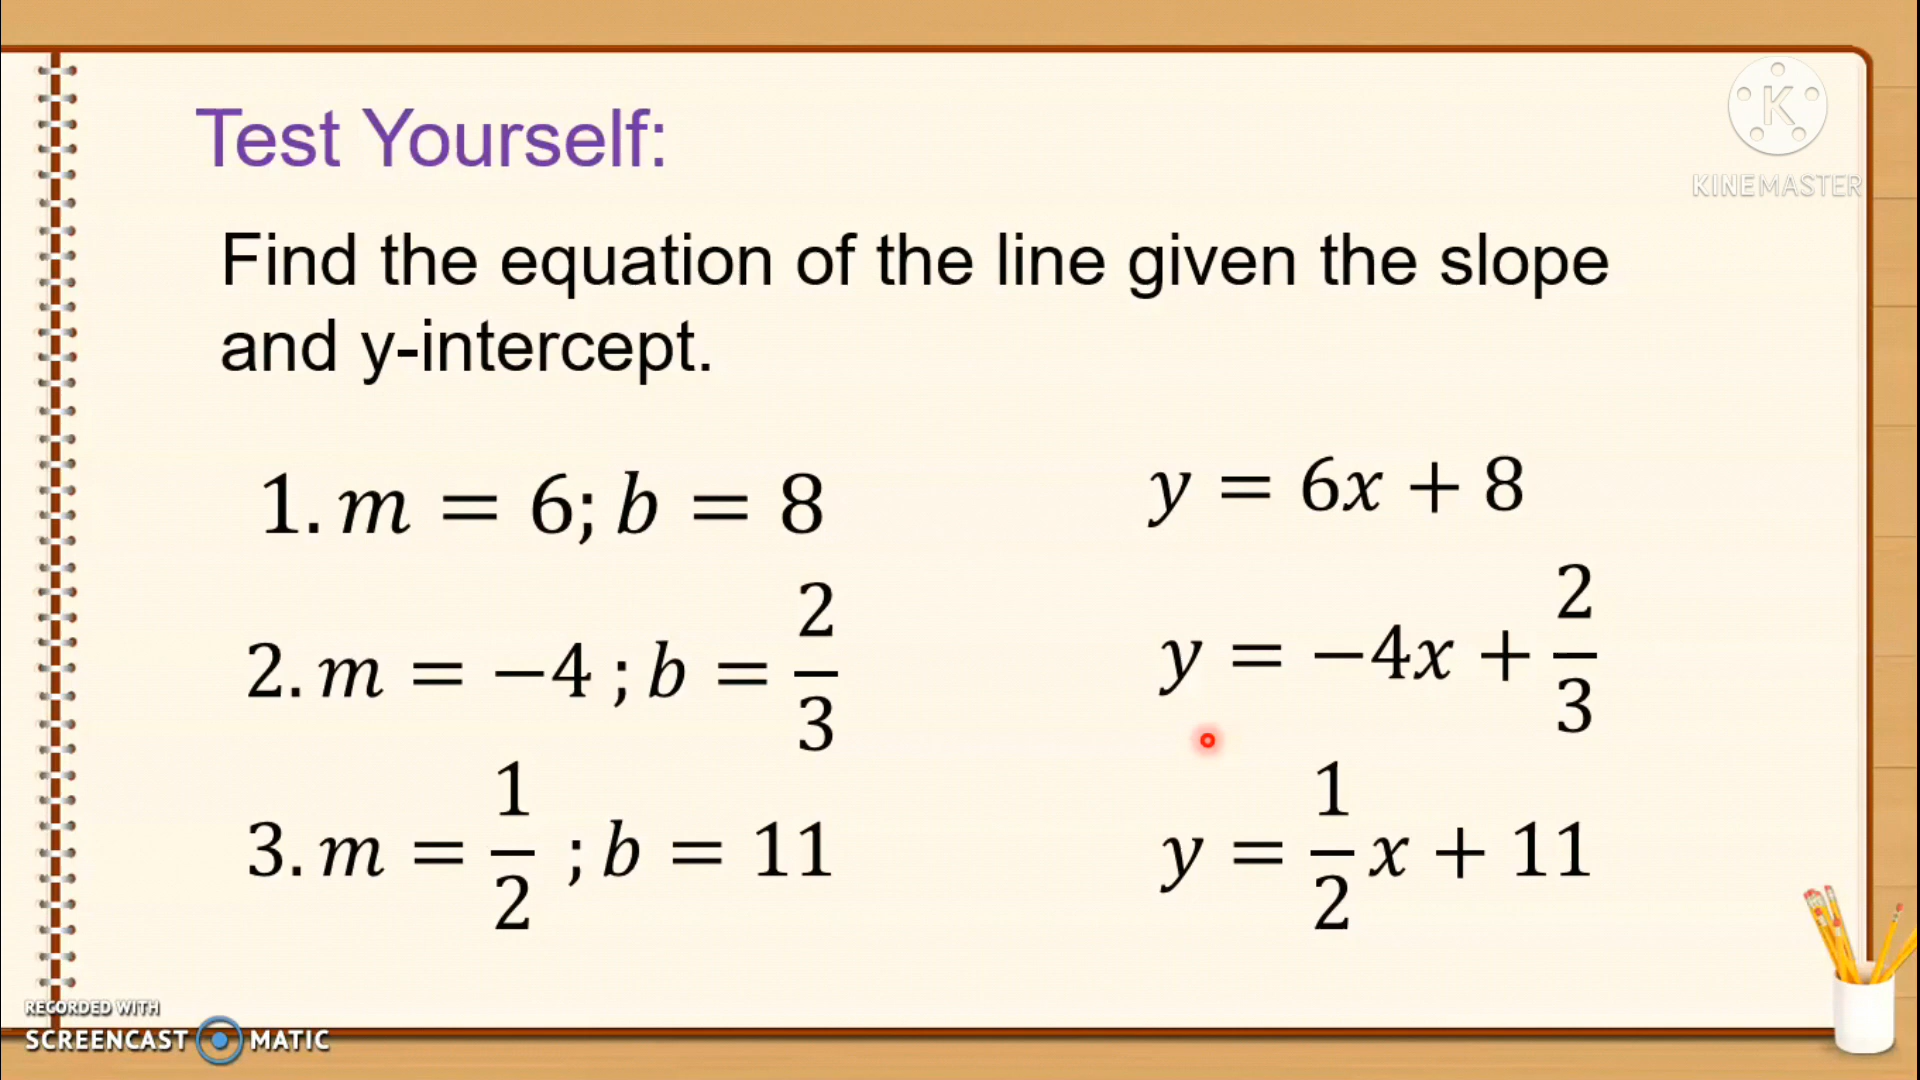 Test Yourself:
K
KINEMASTER
Find the equation of the line given the slope
and y-intercept.
1. m = 6; b = 8
y = 6x + 8
2. m = −4 ; b = 2/3
y = −4x + 2/3
3. m = 1/2 ; b = 11
y = 1/2 x + 11
RECORDED WITH
SCREENCAST MATIC